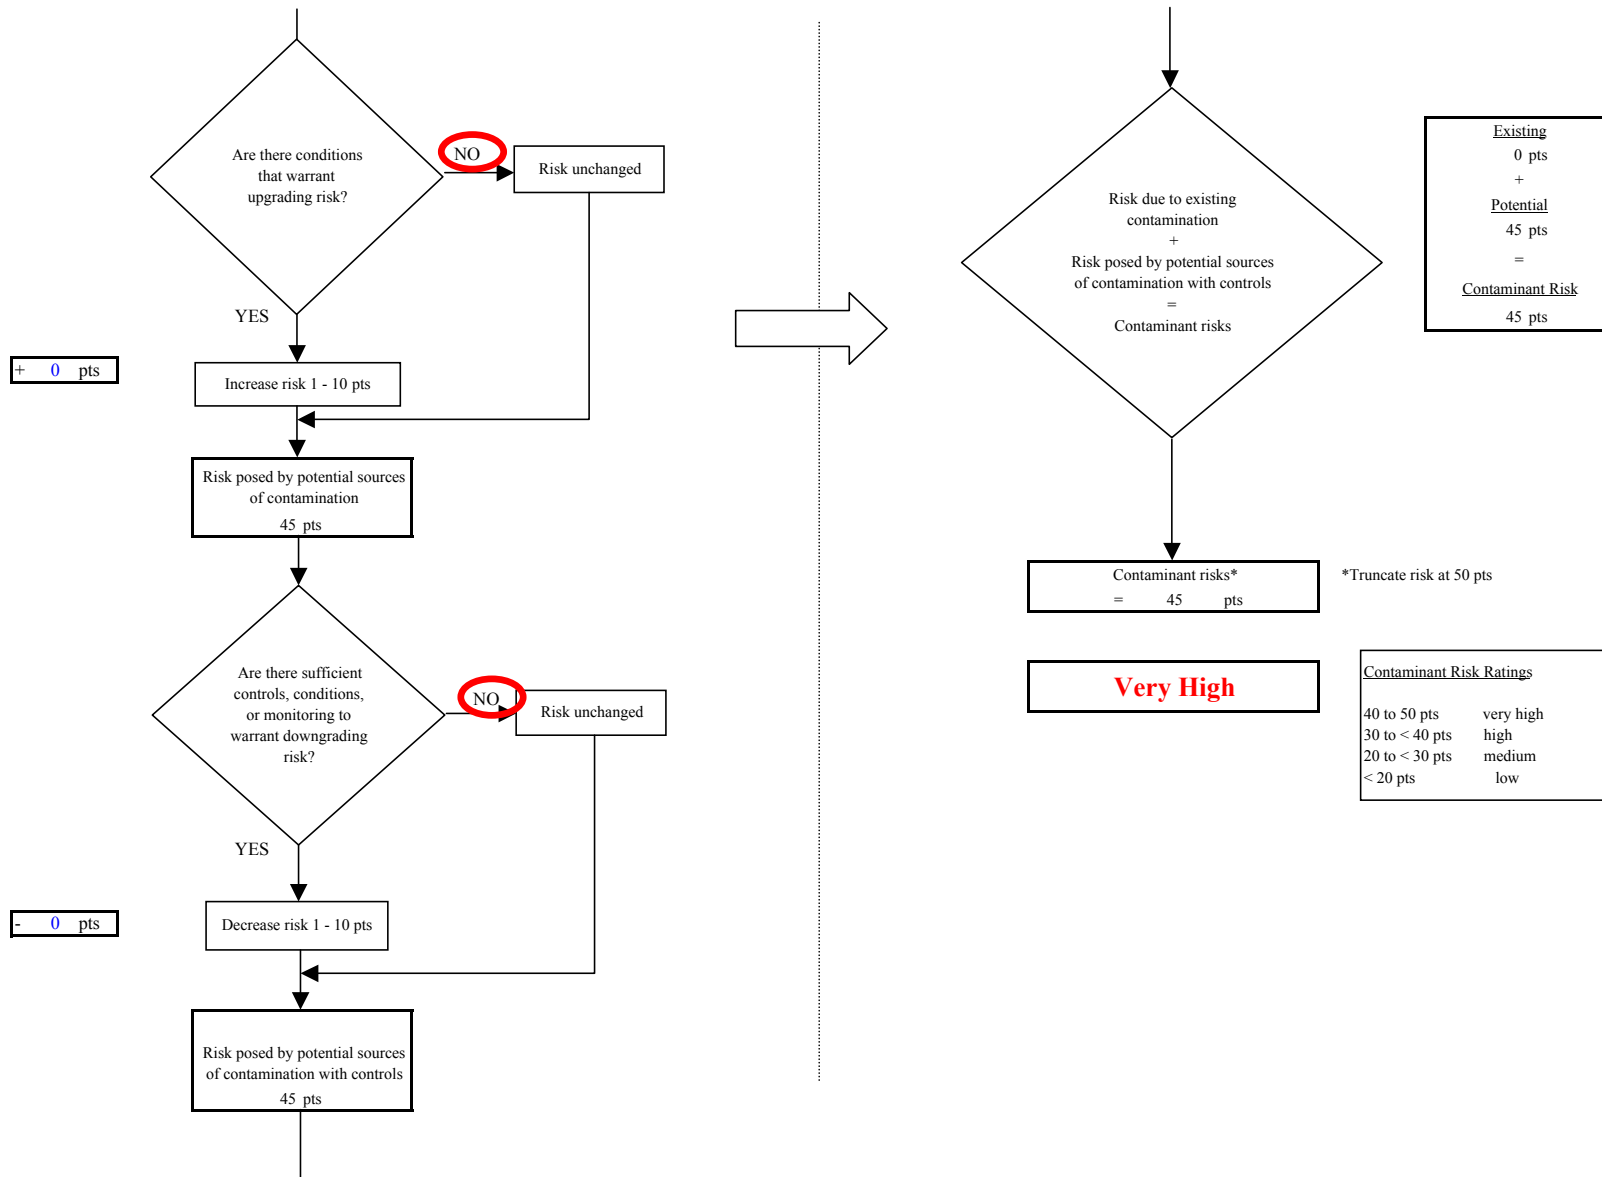 Are there conditions
that warrant
upgrading risk?
NO
Risk unchanged
YES
+ 0 pts
Increase risk 1 - 10 pts
Risk posed by potential sources
of contamination
45 pts
Are there sufficient
controls, conditions,
or monitoring to
warrant downgrading
risk?
NO
Risk unchanged
YES
- 0 pts
Decrease risk 1 - 10 pts
Risk posed by potential sources
of contamination with controls
45 pts
Risk due to existing
contamination
+
Risk posed by potential sources
of contamination with controls
=
Contaminant risks
Existing
0 pts
+
Potential
45 pts
=
Contaminant Risk
45 pts
Contaminant risks*
= 45 pts
*Truncate risk at 50 pts
Very High
Contaminant Risk Ratings
40 to 50 pts very high
30 to < 40 pts high
20 to < 30 pts medium
< 20 pts low